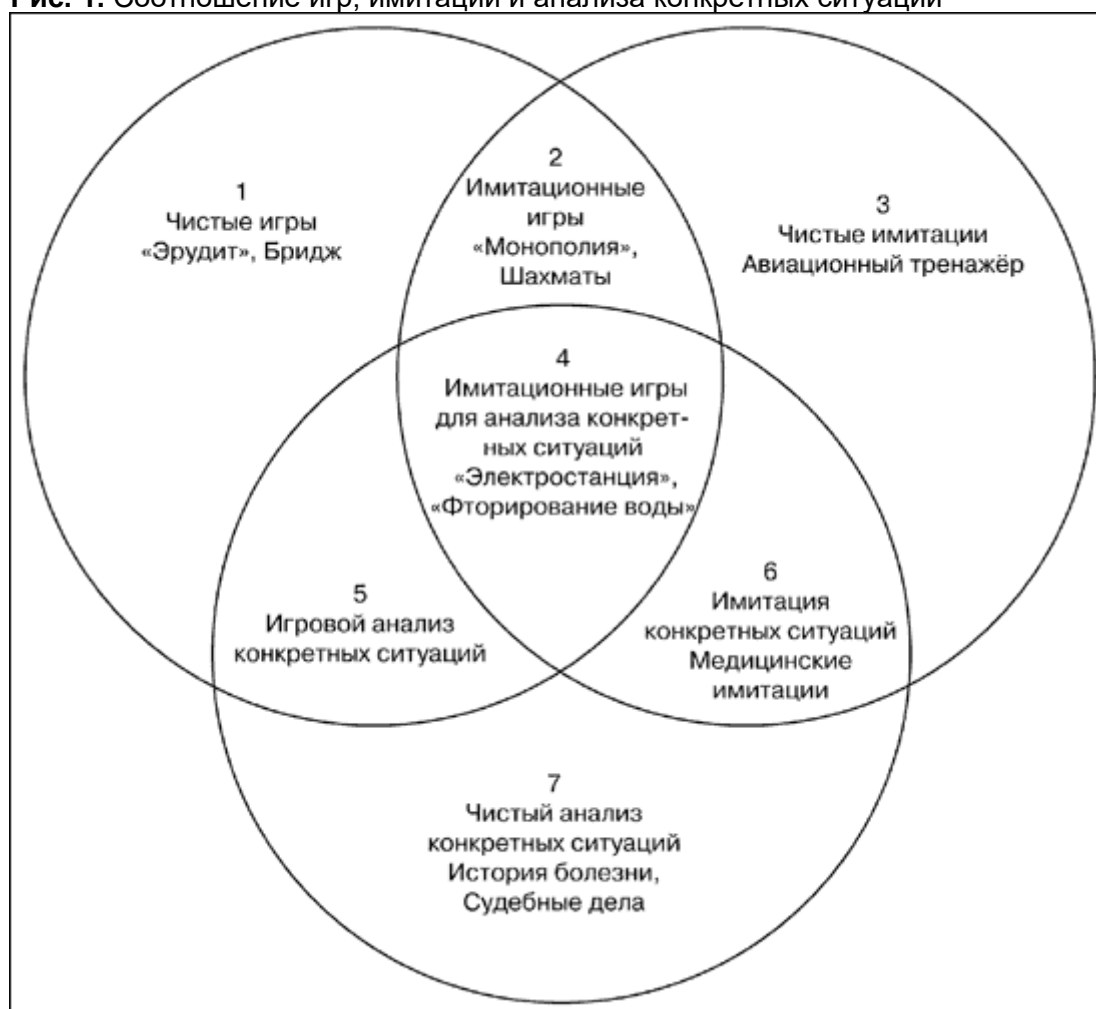 Рис. 1. Соотношение игр, имитации и анализа конкретных ситуаций
1
Чистые игры
«Эрудит», Бридж
2
Имитационные
игры
«Монополия»,
Шахматы
3
Чистые имитации
Авиационный тренажёр
4
Имитационные игры
для анализа конкрет-
ных ситуаций
«Электростанция»,
«Фторирование воды»
5
Игровой анализ
конкретных ситуаций
6
Имитация
конкретных ситуаций
Медицинские
имитации
7
Чистый анализ
конкретных ситуаций
История болезни,
Судебные дела